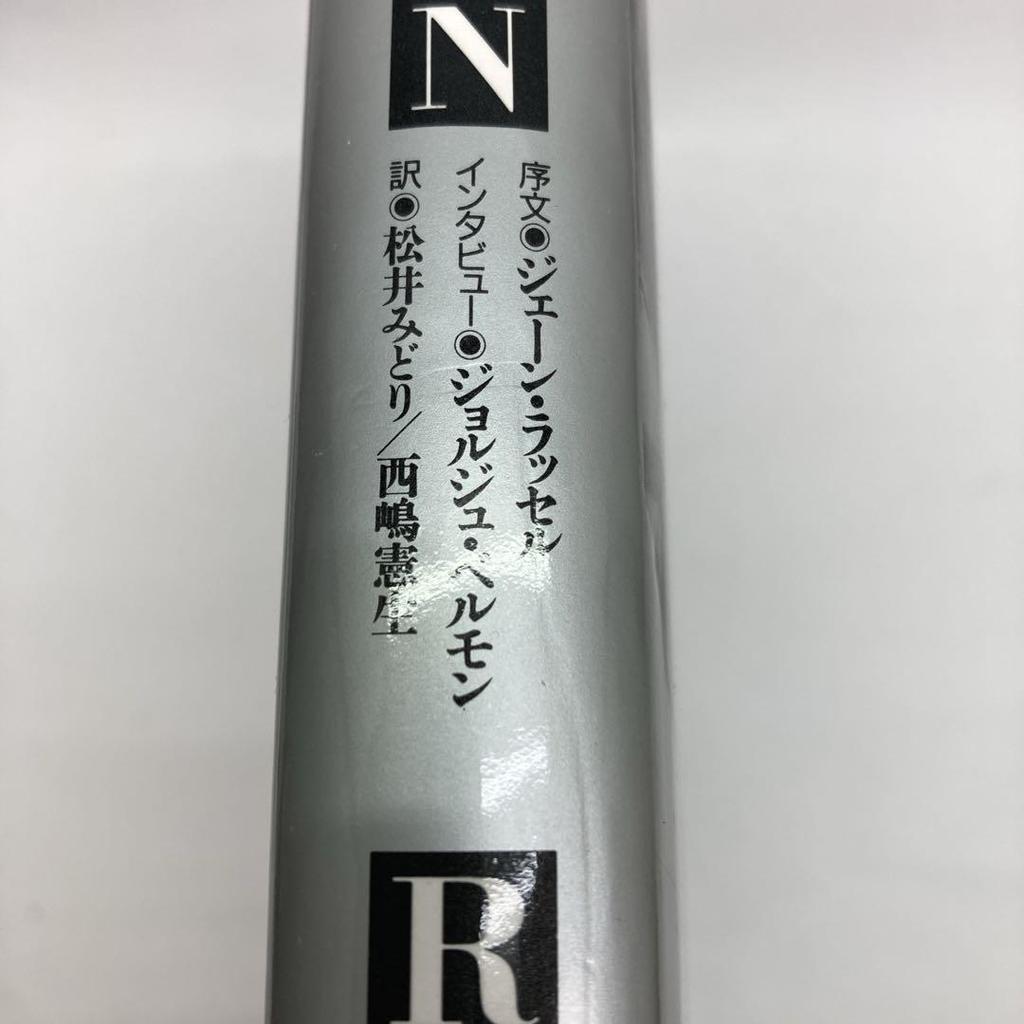 N
序文◉ジェーン・ラッセル
インタビュー◉ジョルジュ・ベルモン
訳◉松井みどり/西嶋憲生
R